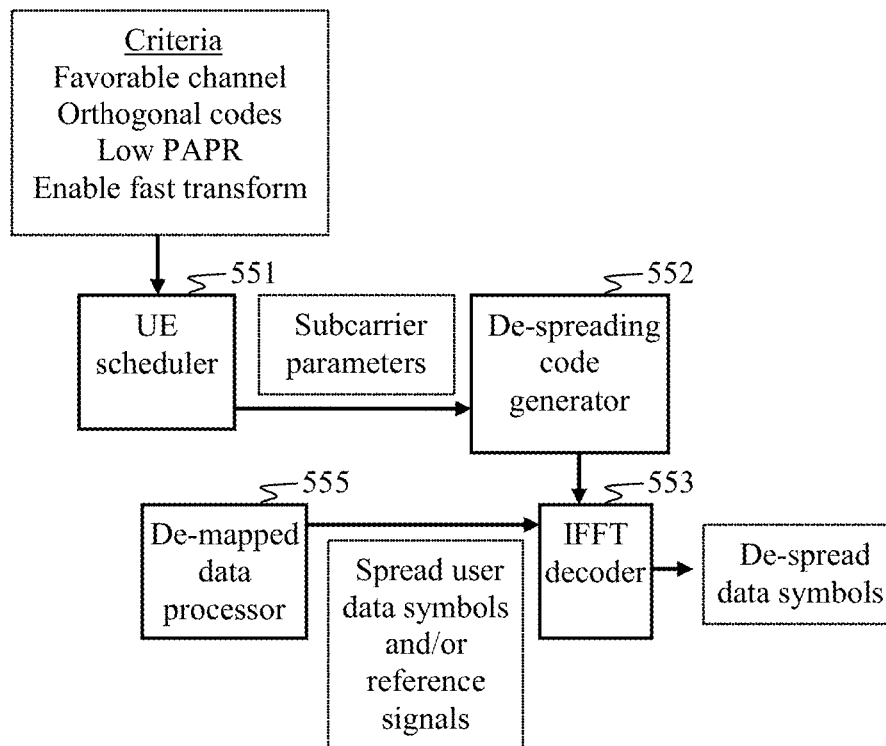 Criteria
Favorable channel
Orthogonal codes
Low PAPR
Enable fast transform
551
UE
scheduler
Subcarrier
parameters
552
De-spreading
code
generator
555
De-mapped
data
processor
Spread user
data symbols
and/or
reference
signals
553
IFFT
decoder
De-spread
data symbols